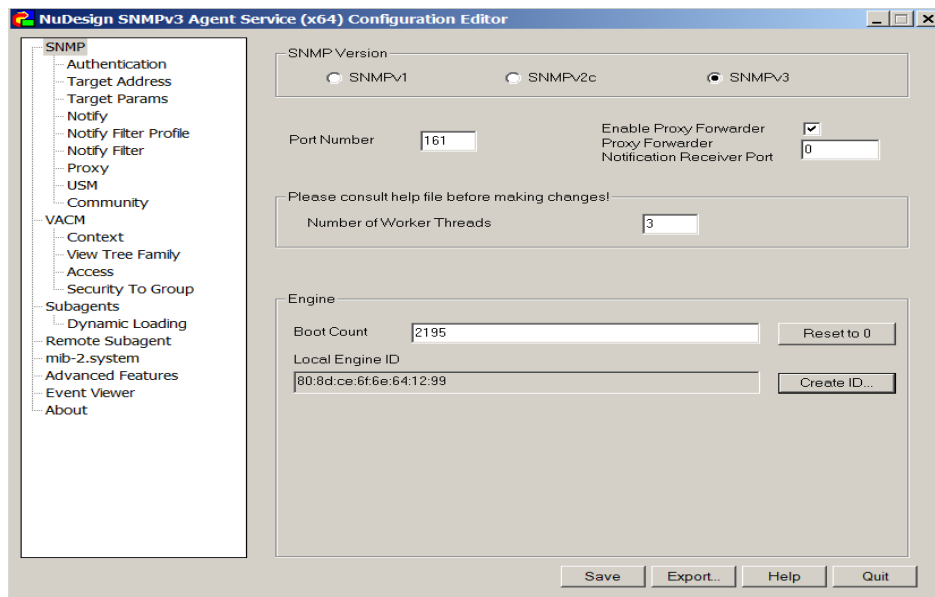 NuDesign SNMPv3 Agent Service (x64) Configuration Editor
SNMP
Authentication
Target Address
Target Params
Notify
Notify Filter Profile
Notify Filter
Proxy
USM
Community
VACM
Context
View Tree Family
Access
Security To Group
Subagents
Dynamic Loading
Remote Subagent
mib-2.system
Advanced Features
Event Viewer
About
SNMP Version
SNMPv1 SNMPv2c SNMPv3
Port Number 161
Enable Proxy Forwarder
Proxy Forwarder
Notification Receiver Port 0
Please consult help file before making changes!
Number of Worker Threads 3
Engine
Boot Count 2195 Reset to 0
Local Engine ID
80:8d:ce:6f:6e:64:12:99 Create ID...
Save Export... Help Quit